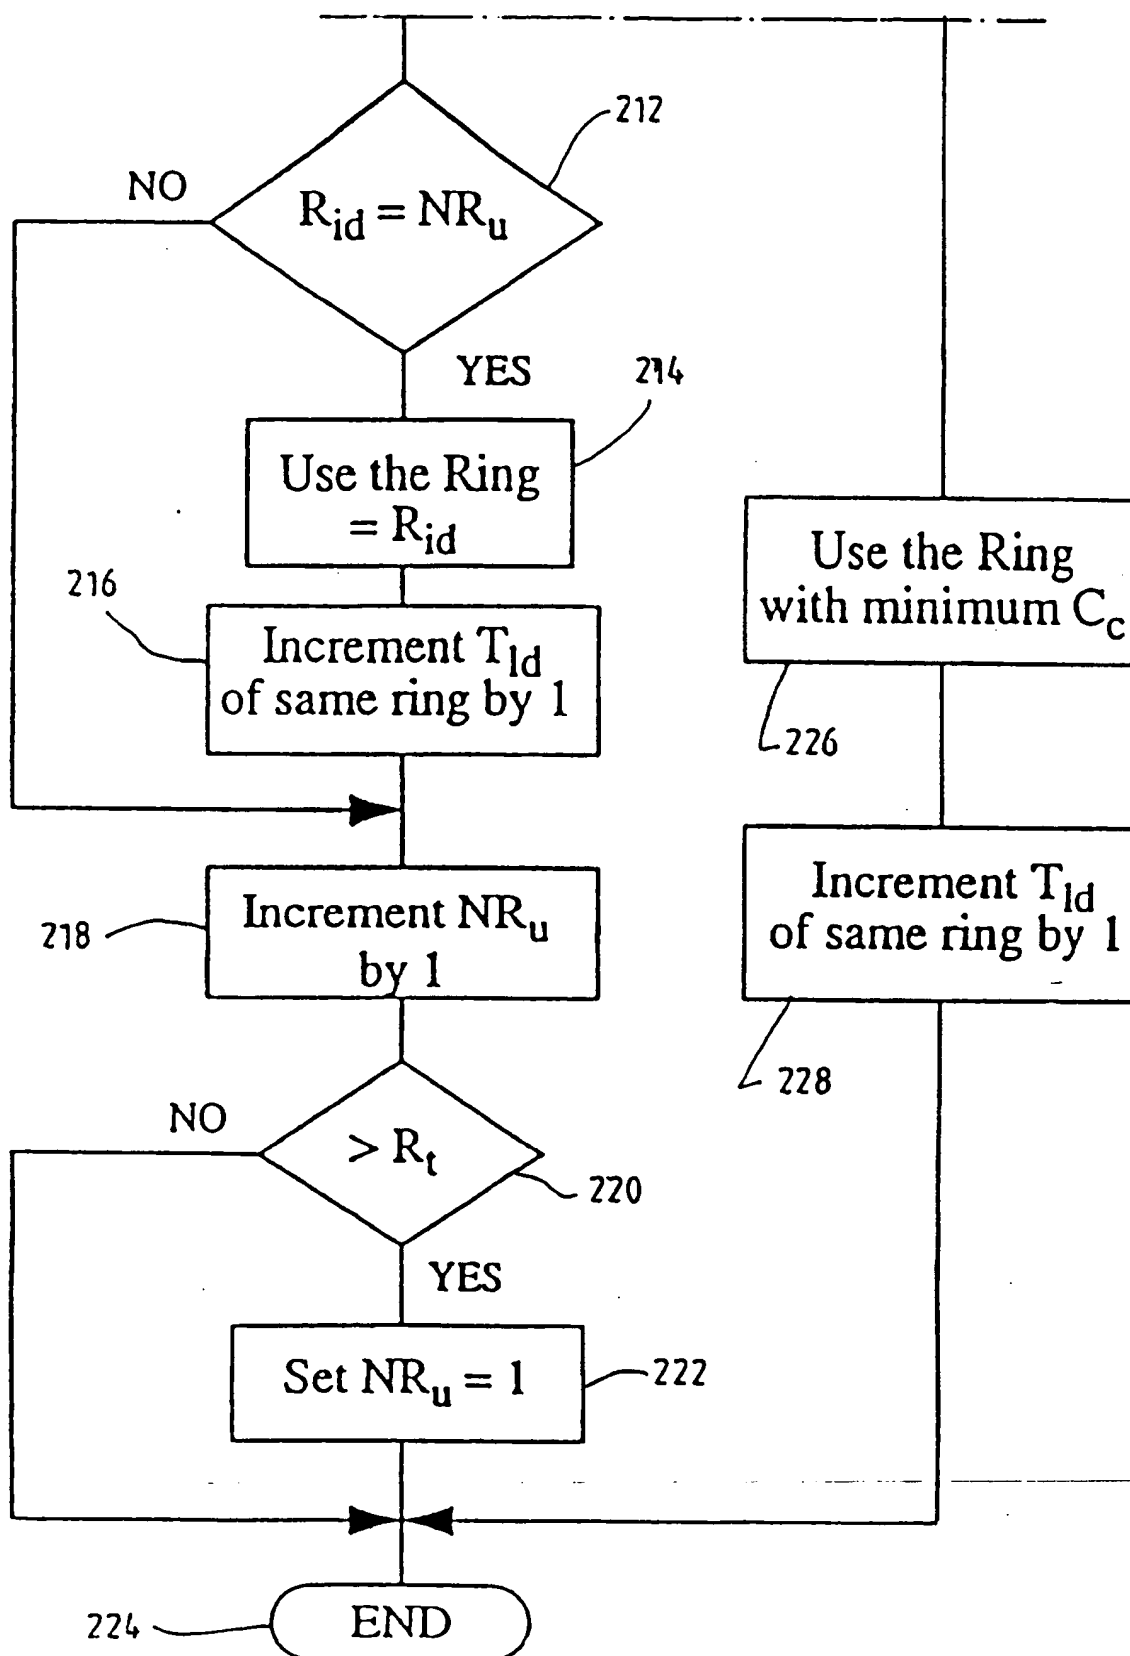 212
NO
R_id = NR_u
YES
214
Use the Ring
= R_id
216
Increment T_ld
of same ring by 1
218
Increment NR_u
by 1
NO
> R_t
220
YES
Set NR_u = 1
222
224
END
Use the Ring
with minimum C_c
226
Increment T_ld
of same ring by 1
228